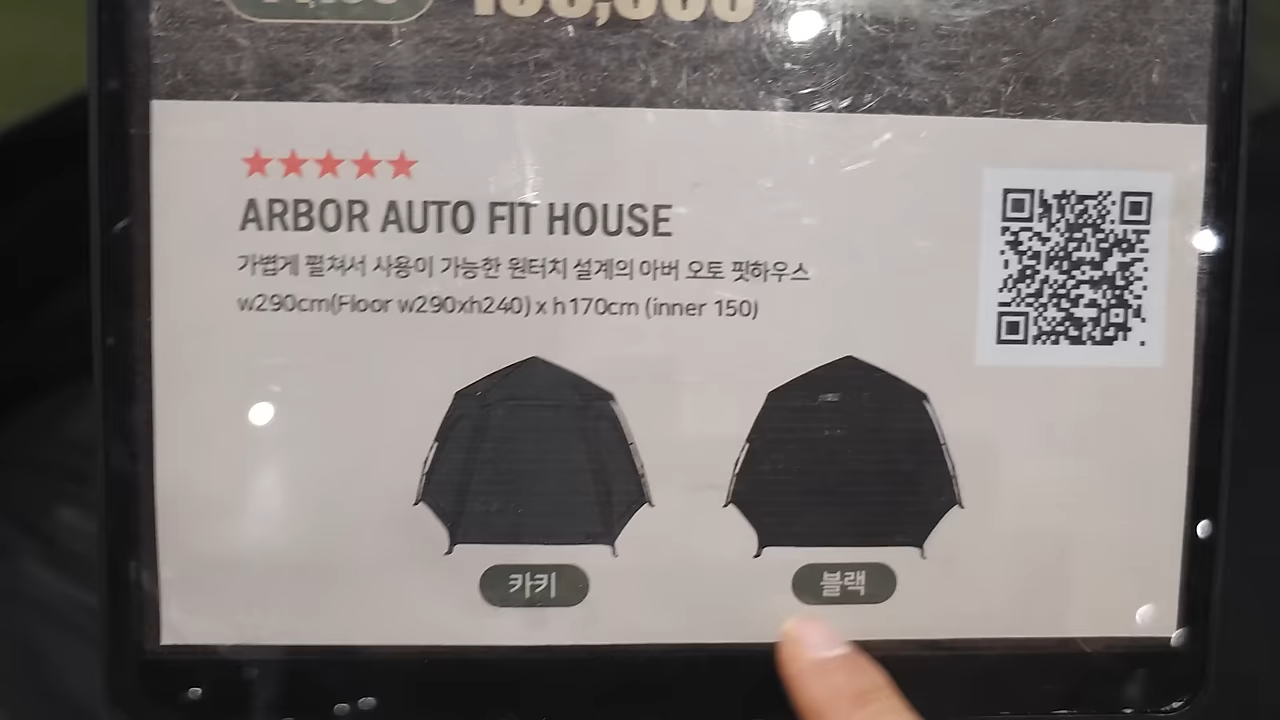 ARBOR AUTO FIT HOUSE
가볍게 펼쳐서 사용이 가능한 원터치 설계의 아버 오토 핏하우스
w290cm(Floor w290xh240) x h170cm (inner 150)
카키
블랙